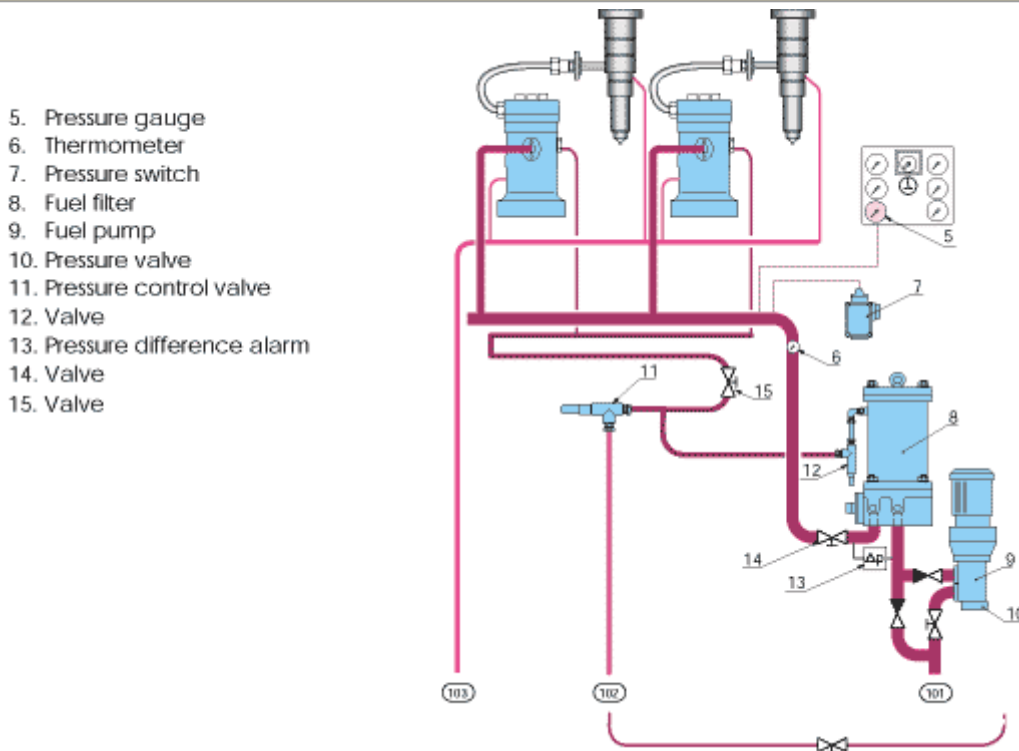 5. Pressure gauge
6. Thermometer
7. Pressure switch
8. Fuel filter
9. Fuel pump
10. Pressure valve
11. Pressure control valve
12. Valve
13. Pressure difference alarm
14. Valve
15. Valve
5
7
6
11
15
8
12
14
13
Δp
9
10
103
102
101